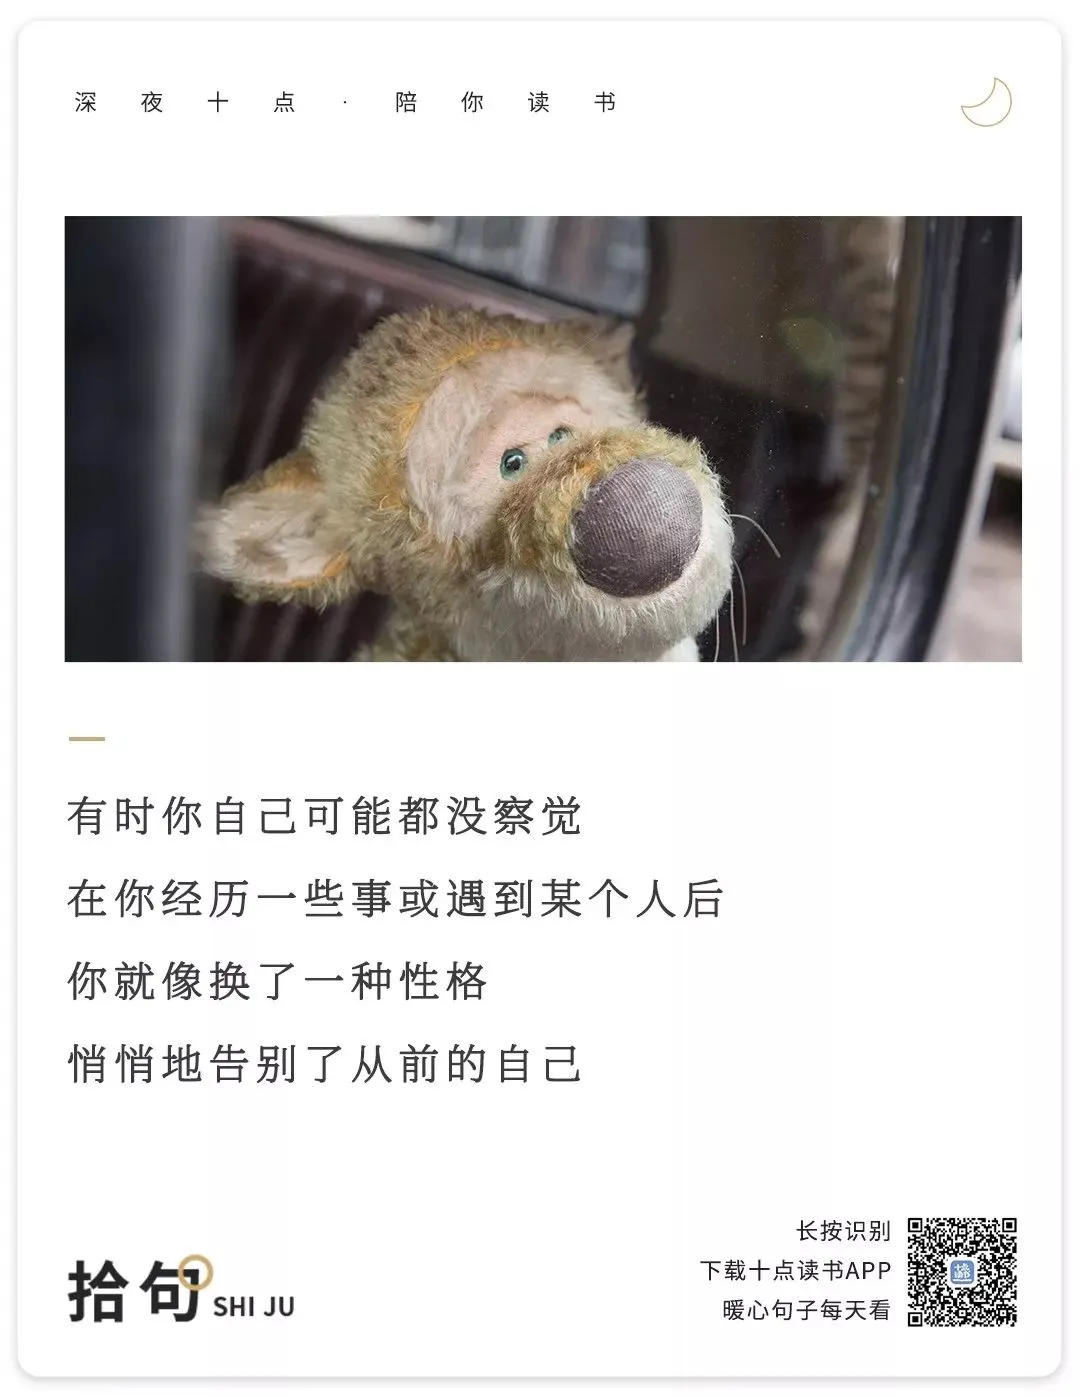 深夜十点·陪你读书
有时你自己可能都没察觉
在你经历一些事或遇到某个人后
你就像换了一种性格
悄悄地告别了从前的自己
拾句 SHI JU
长按识别
下载十点读书APP
暖心句子每天看
十点
读书